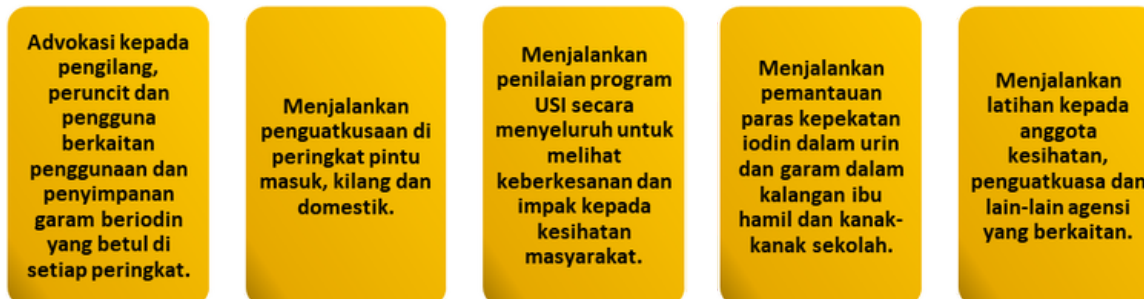 Advokasi kepada
pengilang,
peruncit dan
pengguna
berkaitan
penggunaan dan
penyimpanan
garam beriodin
yang betul di
setiap peringkat.
Menjalankan
penguatkusaan di
peringkat pintu
masuk, kilang dan
domestik.
Menjalankan
penilaian program
USI secara
menyeluruh untuk
melihat
keberkesanan dan
impak kepada
kesihatan
masyarakat.
Menjalankan
pemantauan
paras kepekatan
iodin dalam urin
dan garam dalam
kalangan ibu
hamil dan kanak-
kanak sekolah.
Menjalankan
latihan kepada
anggota
kesihatan,
penguatkuasa dan
lain-lain agensi
yang berkaitan.